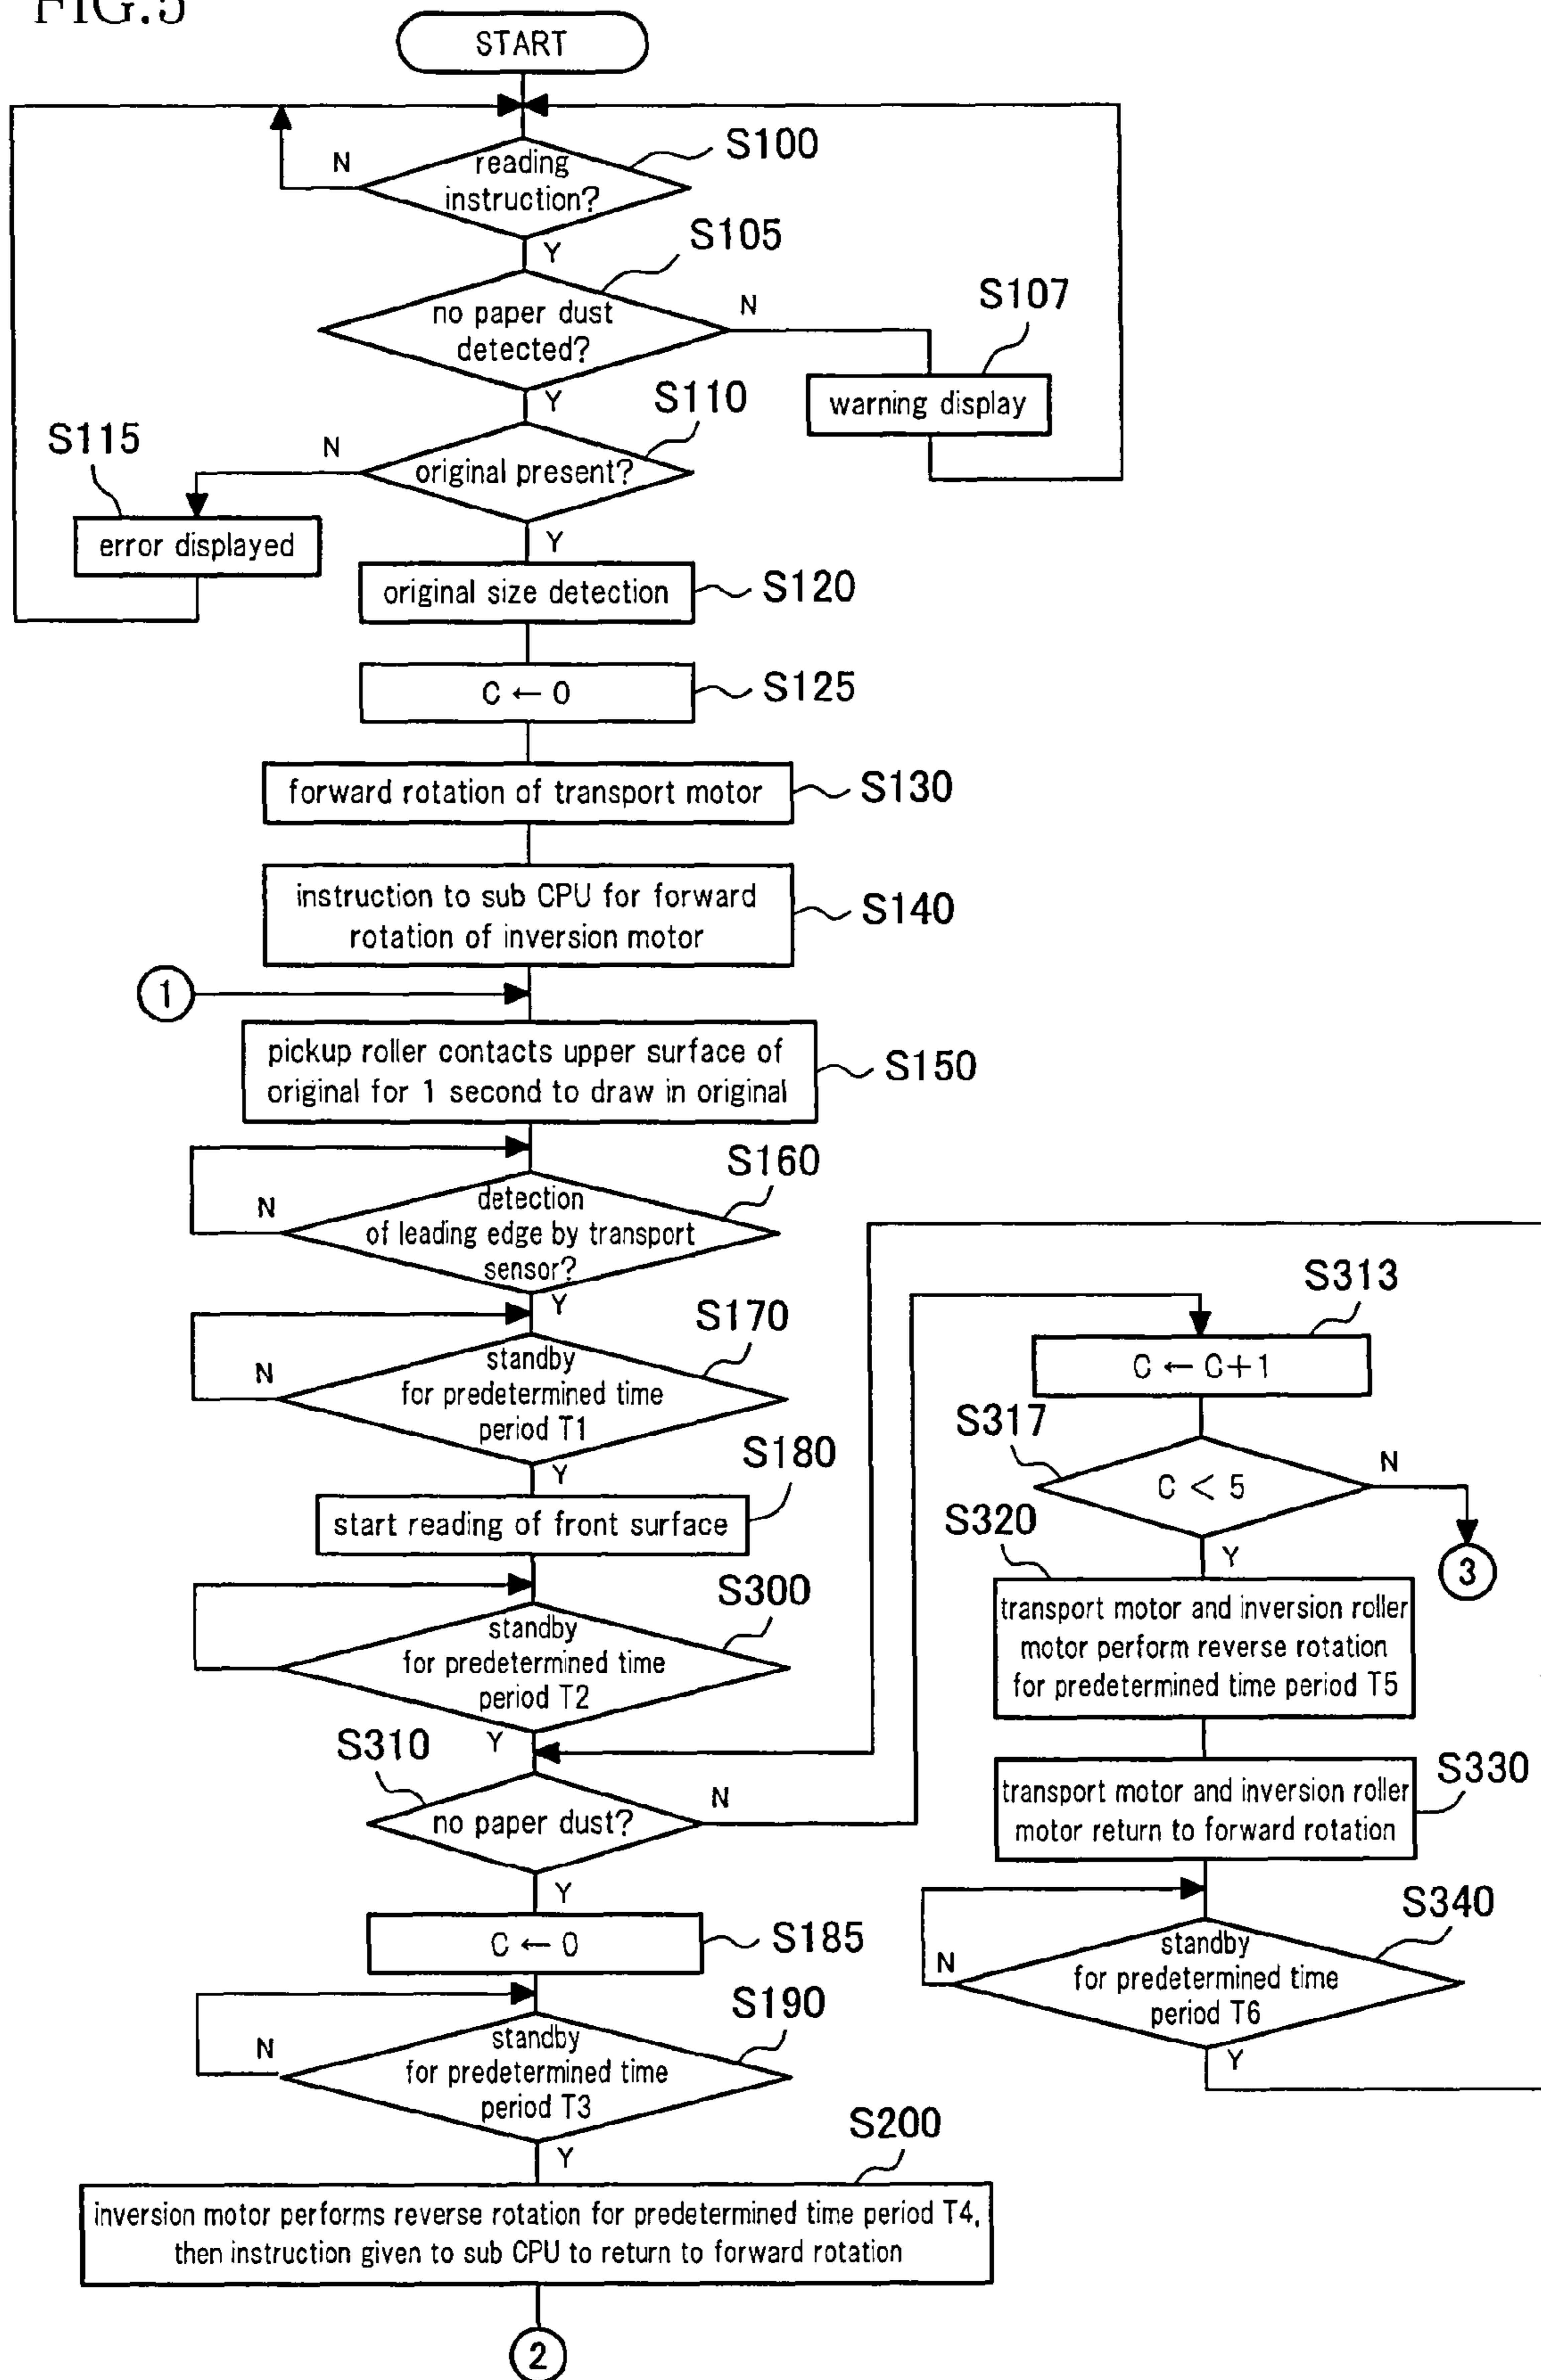 FIG.5
START
S100
N
reading
instruction?
Y
S105
no paper dust
detected?
N
S107
warning display
Y
S110
S115
N
original present?
error displayed
Y
original size detection
S120
C ← 0
S125
forward rotation of transport motor
S130
instruction to sub CPU for forward
rotation of inversion motor
S140
1
pickup roller contacts upper surface of
original for 1 second to draw in original
S150
S160
N
detection
of leading edge by transport
sensor?
Y
S170
N
standby
for predetermined time
period T1
Y
S180
start reading of front surface
S300
standby
for predetermined time
period T2
Y
S310
no paper dust?
N
Y
C ← 0
S185
S190
N
standby
for predetermined time
period T3
Y
S200
inversion motor performs reverse rotation for predetermined time period T4,
then instruction given to sub CPU to return to forward rotation
2
S313
C ← C+1
S317
C < 5
N
3
S320
Y
transport motor and inversion roller
motor perform reverse rotation
for predetermined time period T5
S330
transport motor and inversion roller
motor return to forward rotation
S340
N
standby
for predetermined time
period T6
Y